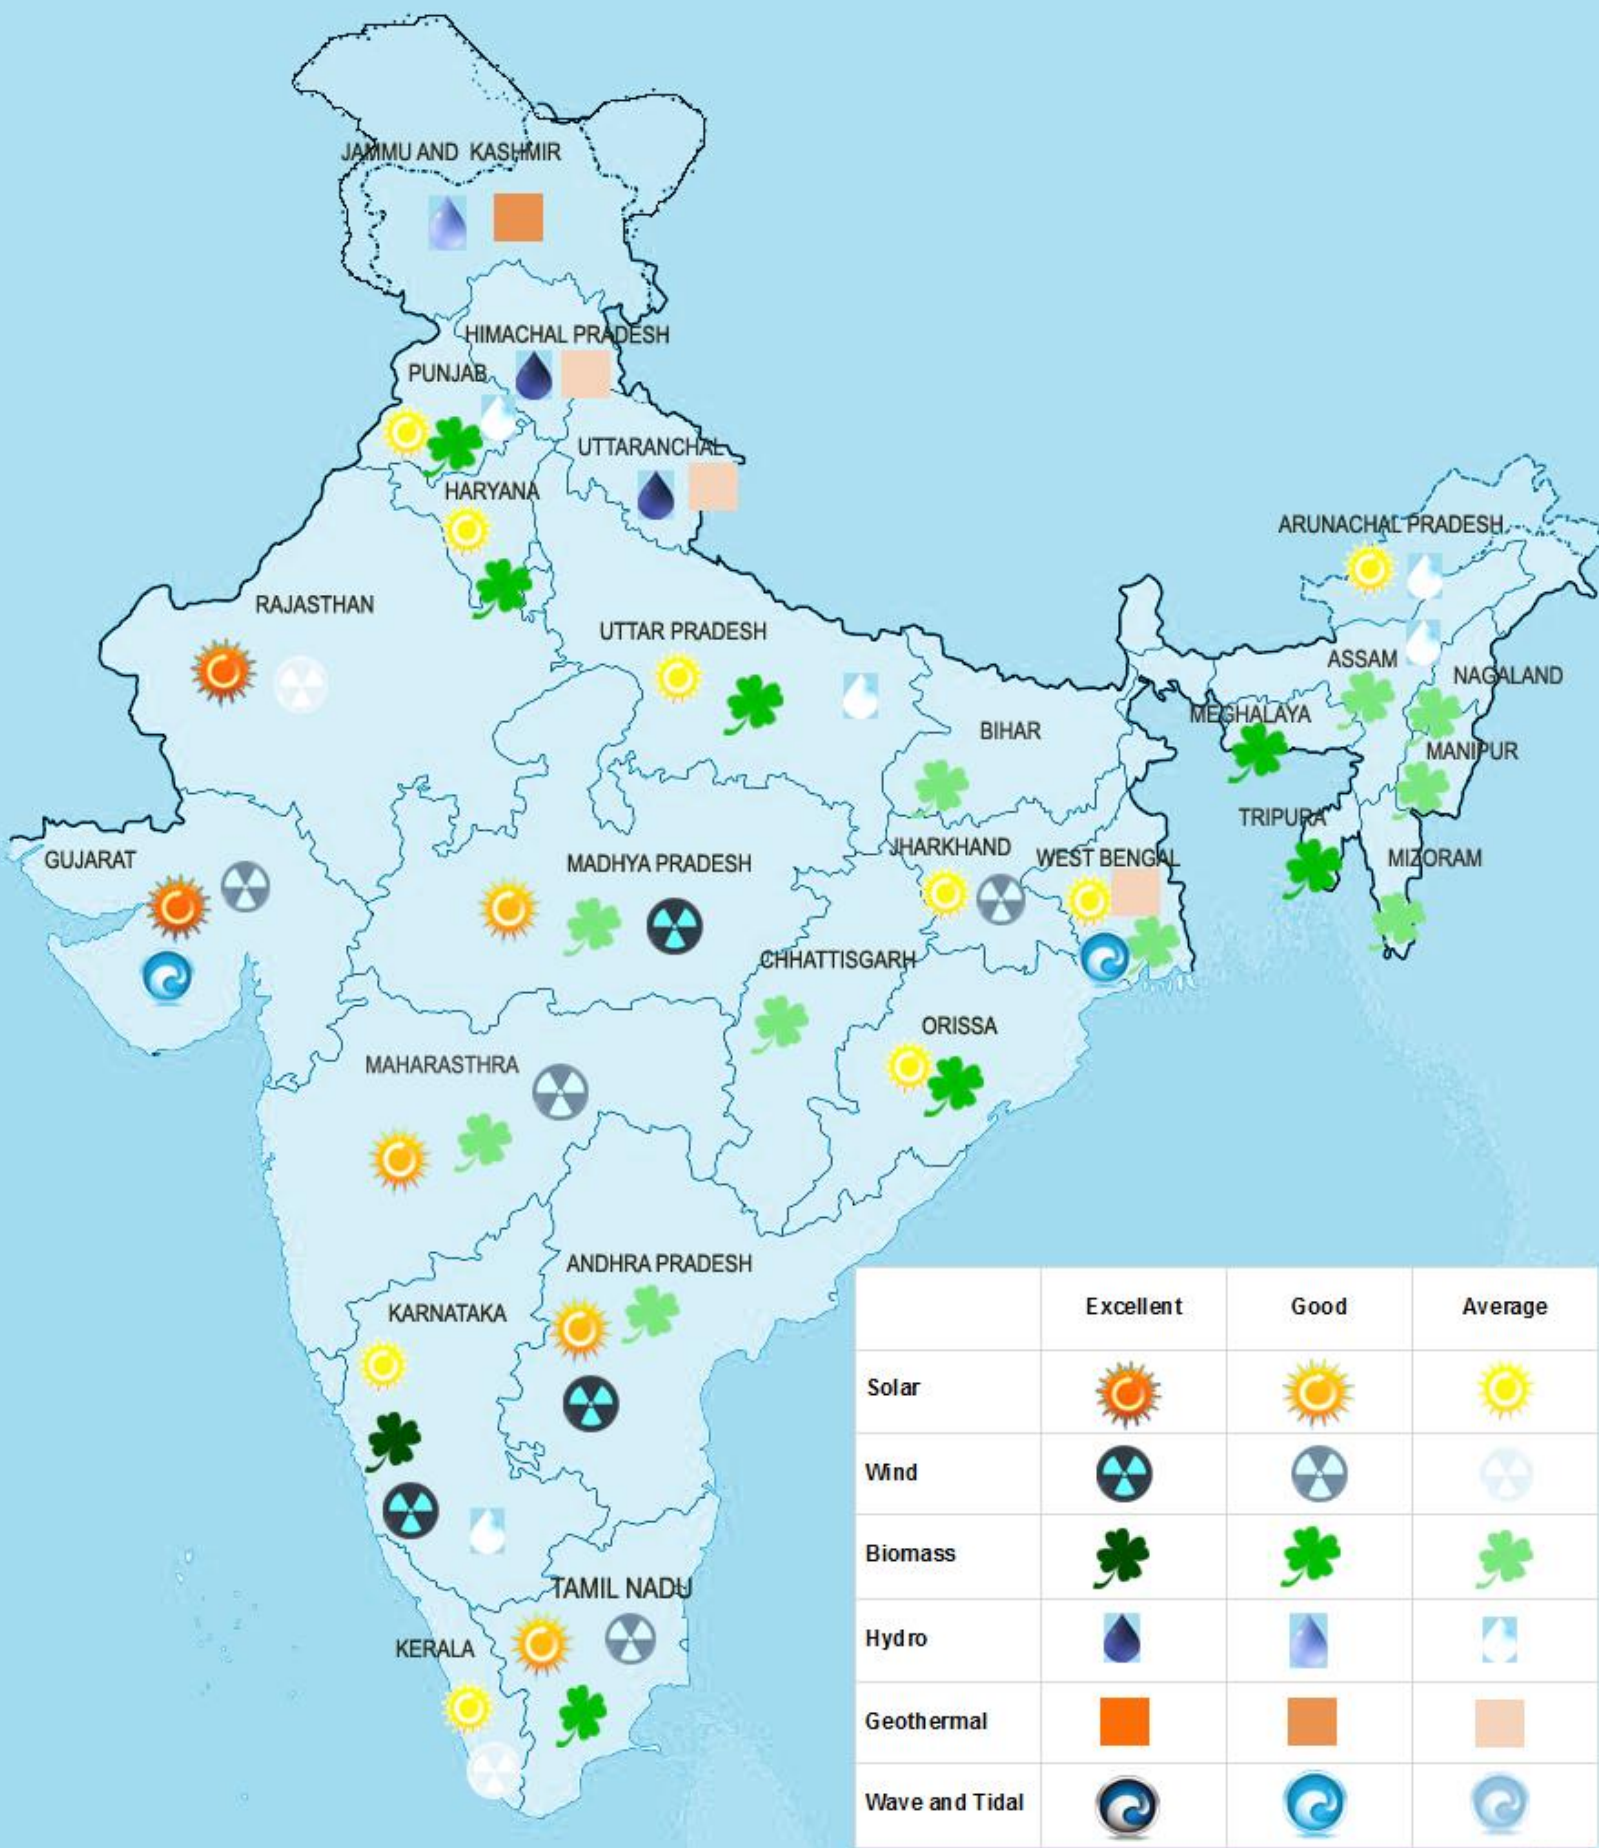 JAMMU AND KASHMIR
HIMACHAL PRADESH
PUNJAB
UTTARANCHAL
HARYANA
ARUNACHAL PRADESH
RAJASTHAN
UTTAR PRADESH
ASSAM
NAGALAND
MEGHALAYA
BIHAR
MANIPUR
TRIPURA
GUJARAT
MADHYA PRADESH
JHARKHAND
WEST BENGAL
MIZORAM
CHHATTISGARH
ORISSA
MAHARASTHRA
ANDHRA PRADESH
KARNATAKA
TAMIL NADU
KERALA
Excellent Good Average
Solar
Wind
Biomass
Hydro
Geothermal
Wave and Tidal